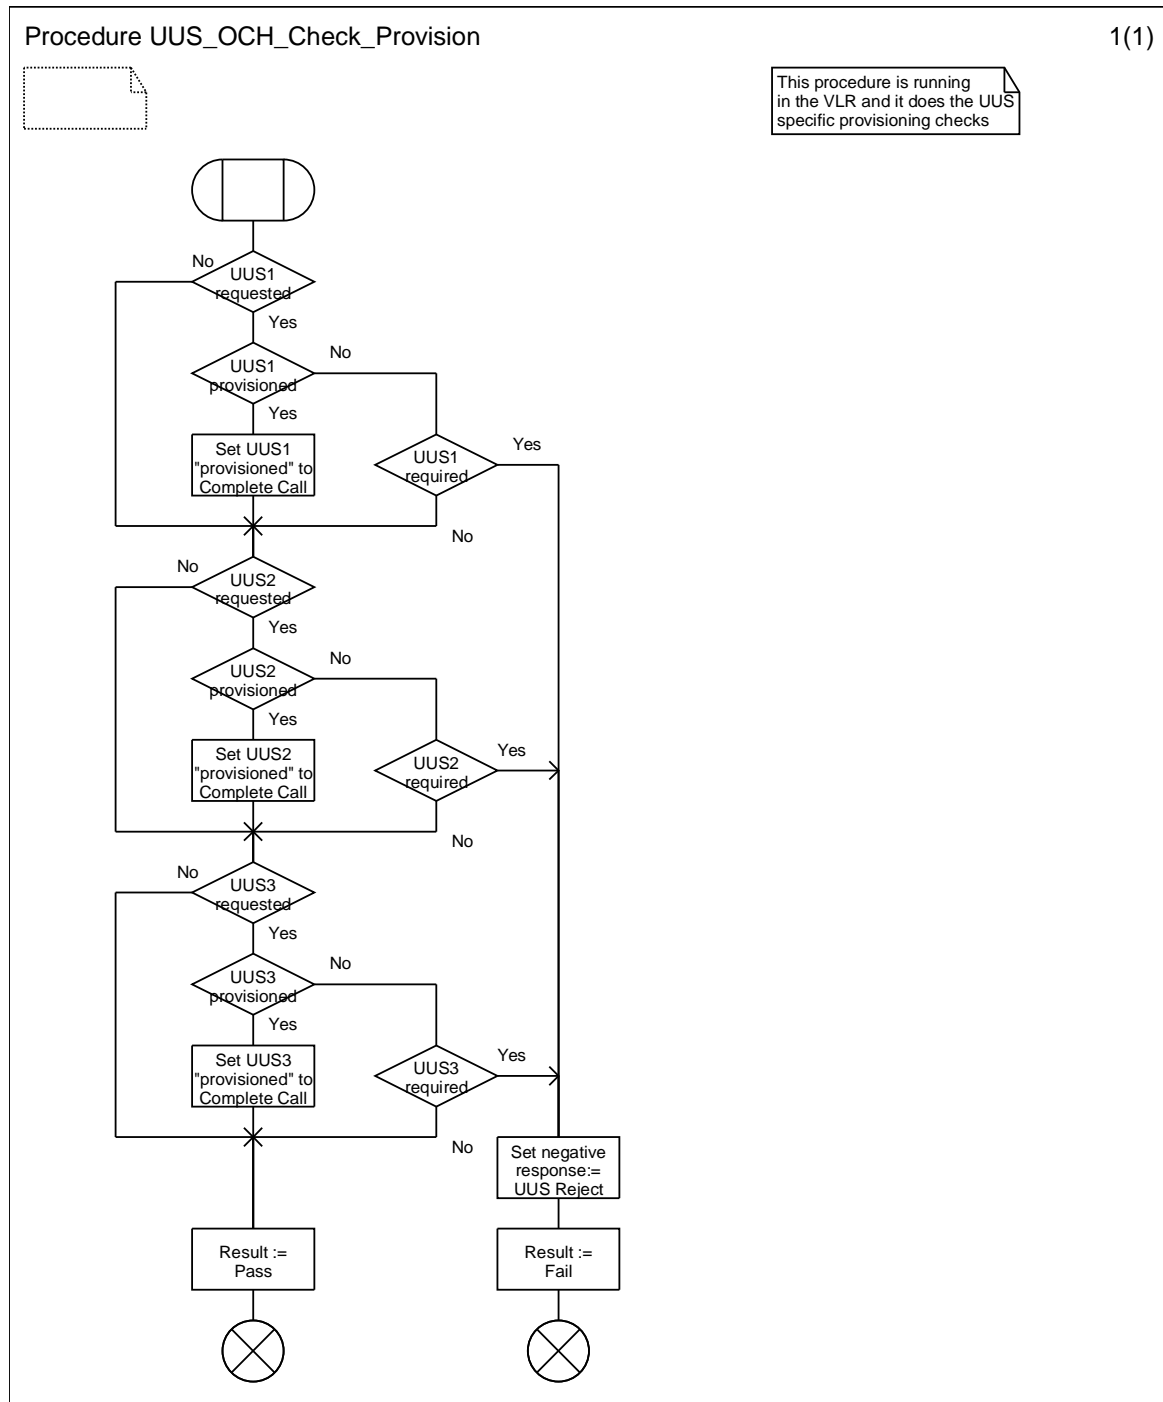 Procedure UUS_OCH_Check_Provision
1(1)
This procedure is running
in the VLR and it does the UUS
specific provisioning checks
No
UUS1
requested
Yes
UUS1
provisioned
No
Yes
Set UUS1
"provisioned" to
Complete Call
UUS1
required
Yes
No
No
UUS2
requested
Yes
UUS2
provisioned
No
Yes
Set UUS2
"provisioned" to
Complete Call
UUS2
required
Yes
No
No
UUS3
requested
Yes
UUS3
provisioned
No
Yes
Set UUS3
"provisioned" to
Complete Call
UUS3
required
Yes
No
Set negative
response:=
UUS Reject
Result :=
Pass
Result :=
Fail